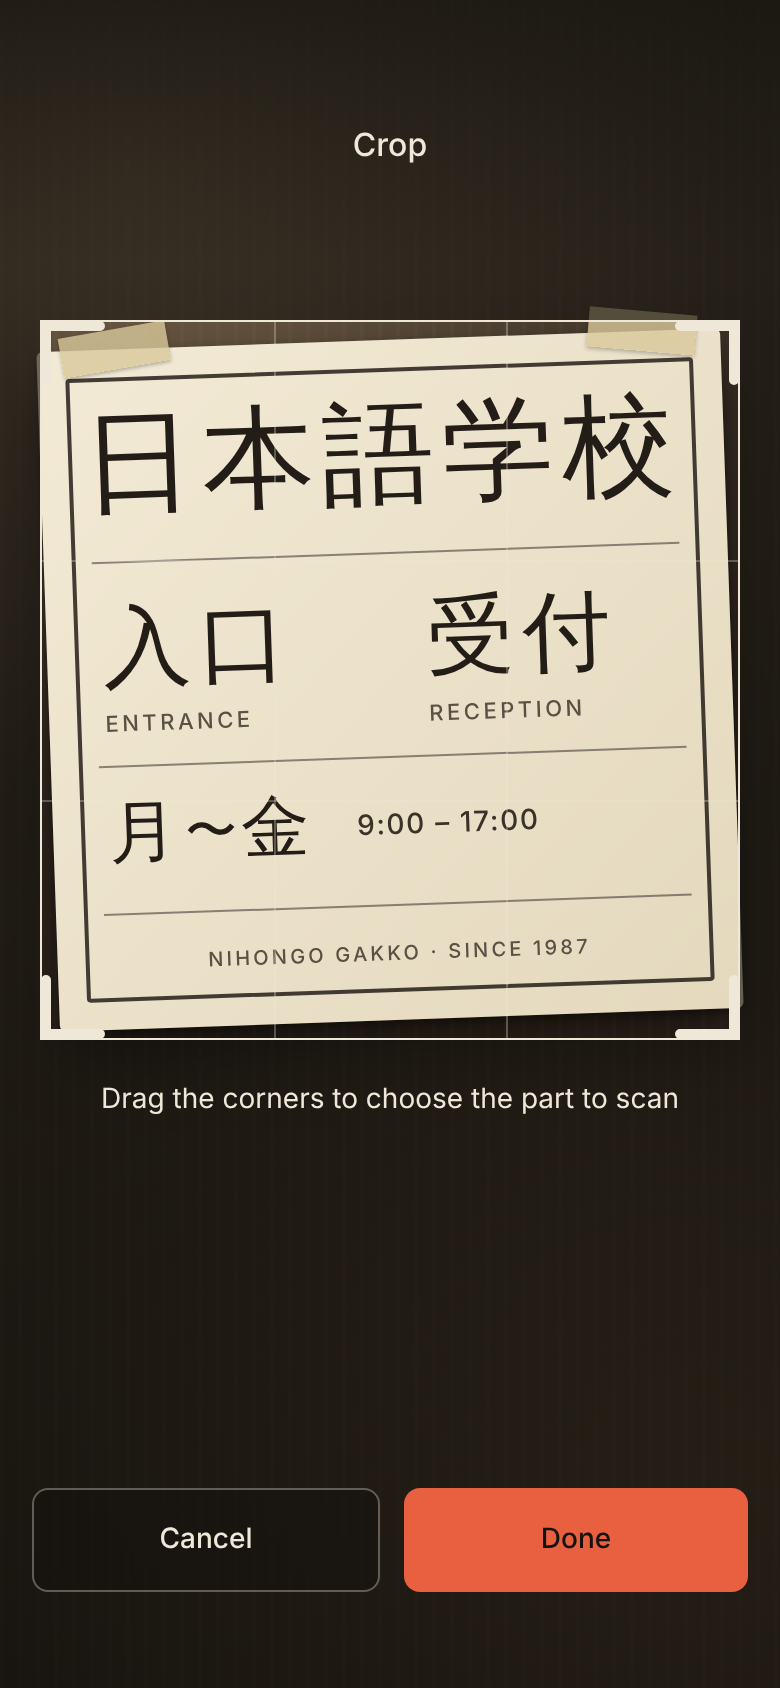 Crop
日本語学校
入口 受付
ENTRANCE RECEPTION
月〜金 9:00 – 17:00
NIHONGO GAKKO · SINCE 1987
Drag the corners to choose the part to scan
Cancel Done